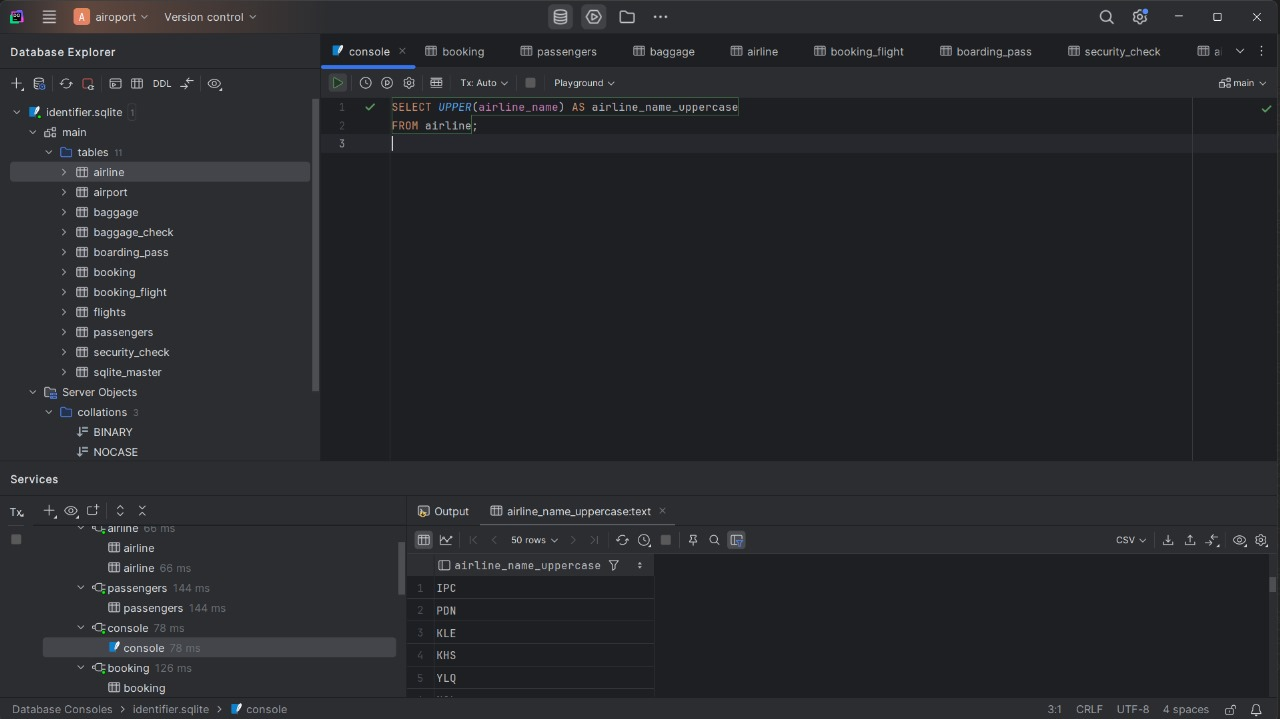 A airoport Version control
Database Explorer
console booking passengers baggage airline booking_flight boarding_pass security_check ai
DDL
Tx: Auto Playground main
identifier.sqlite 1
main
tables 11
airline
airport
baggage
baggage_check
boarding_pass
booking
booking_flight
flights
passengers
security_check
sqlite_master
Server Objects
collations 3
BINARY
NOCASE
1 SELECT UPPER(airline_name) AS airline_name_uppercase
2 FROM airline;
3
Services
Tx
airline 66 ms
airline
airline 66 ms
passengers 144 ms
passengers 144 ms
console 78 ms
console 78 ms
booking 126 ms
booking
Output airline_name_uppercase:text
50 rows CSV
airline_name_uppercase
1 IPC
2 PDN
3 KLE
4 KHS
5 YLQ
Database Consoles > identifier.sqlite > console
3:1 CRLF UTF-8 4 spaces